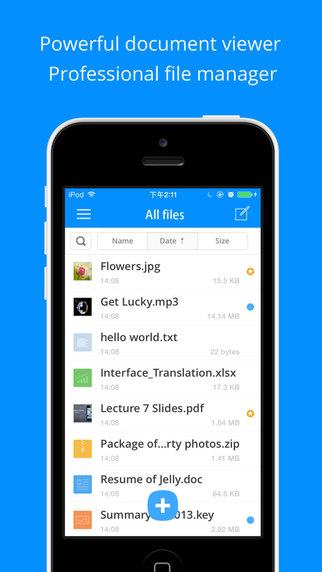 Powerful document viewer
Professional file manager
iPod 下午2:11
All files
Name Date ↑ Size
Flowers.jpg
14:08 15.5 KB
Get Lucky.mp3
14:08 14.14 MB
hello world.txt
14:08 22 bytes
Interface_Translation.xlsx
14:08 17.3 KB
Lecture 7 Slides.pdf
14:08 1.04 MB
Package of...rty photos.zip
14:08 1.41 MB
Resume of Jelly.doc
14:08 64.5 KB
Summary 013.key
14:08 2.92 MB